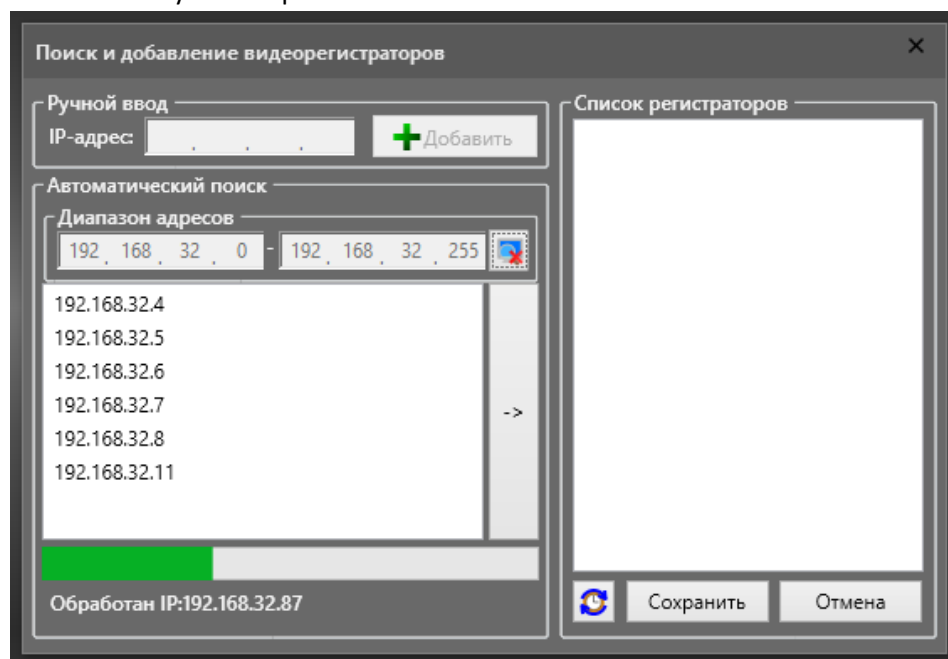 Поиск и добавление видеорегистраторов
Ручной ввод
IP-адрес: . . . Добавить
Автоматический поиск
Диапазон адресов
192 . 168 . 32 . 0 - 192 . 168 . 32 . 255
192.168.32.4
192.168.32.5
192.168.32.6
192.168.32.7
192.168.32.8
192.168.32.11
->
Обработан IP:192.168.32.87
Список регистраторов
Сохранить Отмена